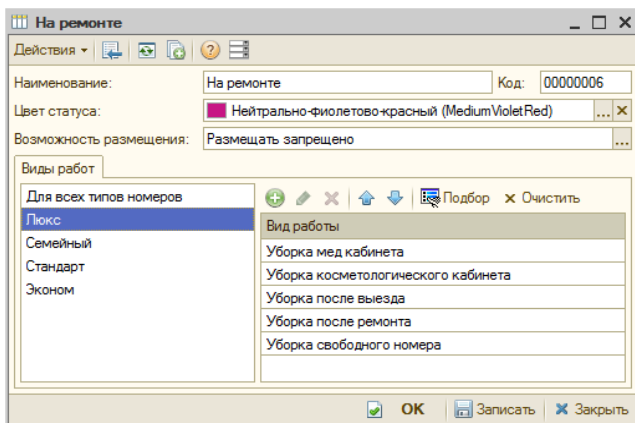 На ремонте
Действия
Наименование: На ремонте Код: 00000006
Цвет статуса: Нейтрально-фиолетово-красный (MediumVioletRed) ... ×
Возможность размещения: Размещать запрещено ...
Виды работ
Для всех типов номеров
Люкс
Семейный
Стандарт
Эконом
Подбор Очистить
Вид работы
Уборка мед кабинета
Уборка косметологического кабинета
Уборка после выезда
Уборка после ремонта
Уборка свободного номера
OK Записать Закрыть